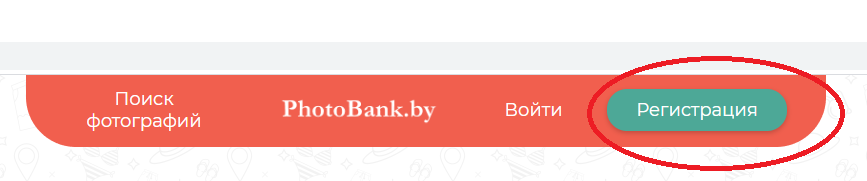 Поиск
фотографий
PhotoBank.by
Войти
Регистрация